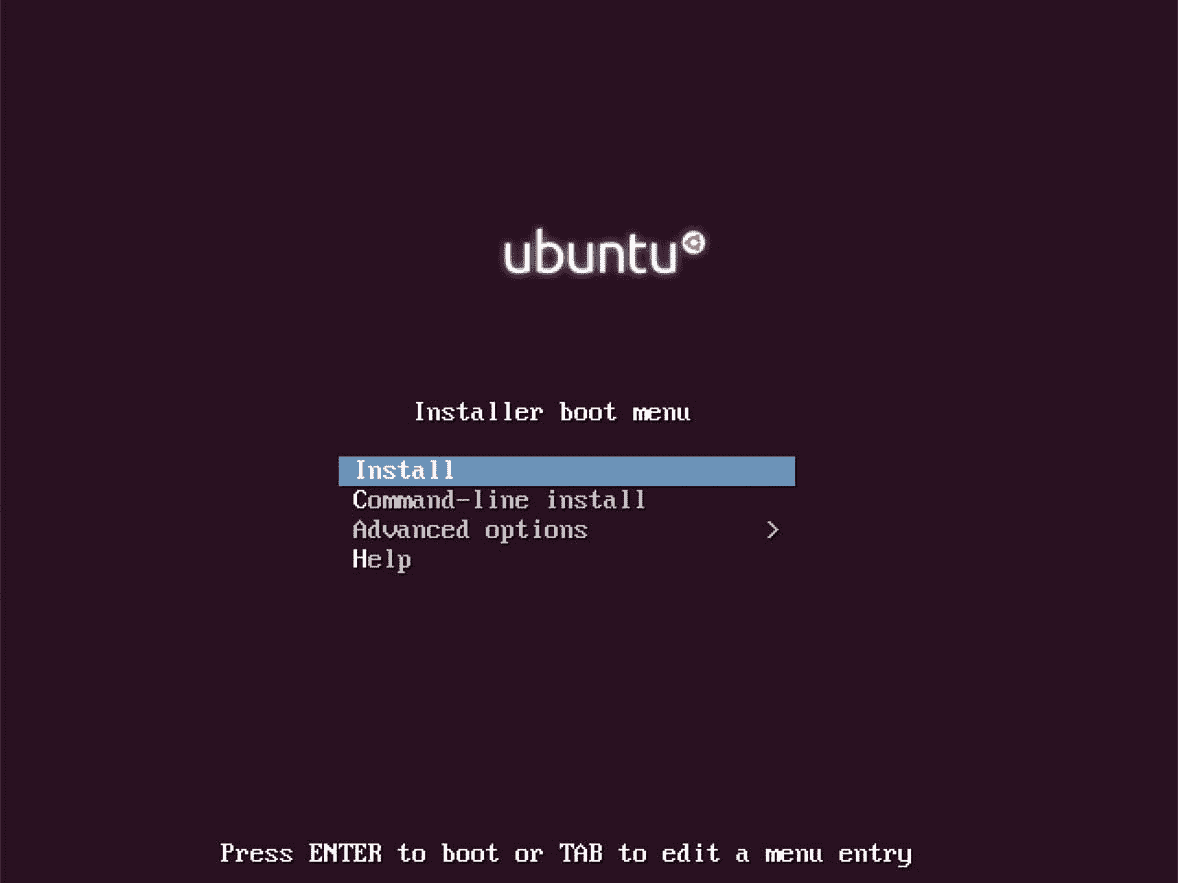 ubuntu
Installer boot menu
Install
Command-line install
Advanced options >
Help
Press ENTER to boot or TAB to edit a menu entry